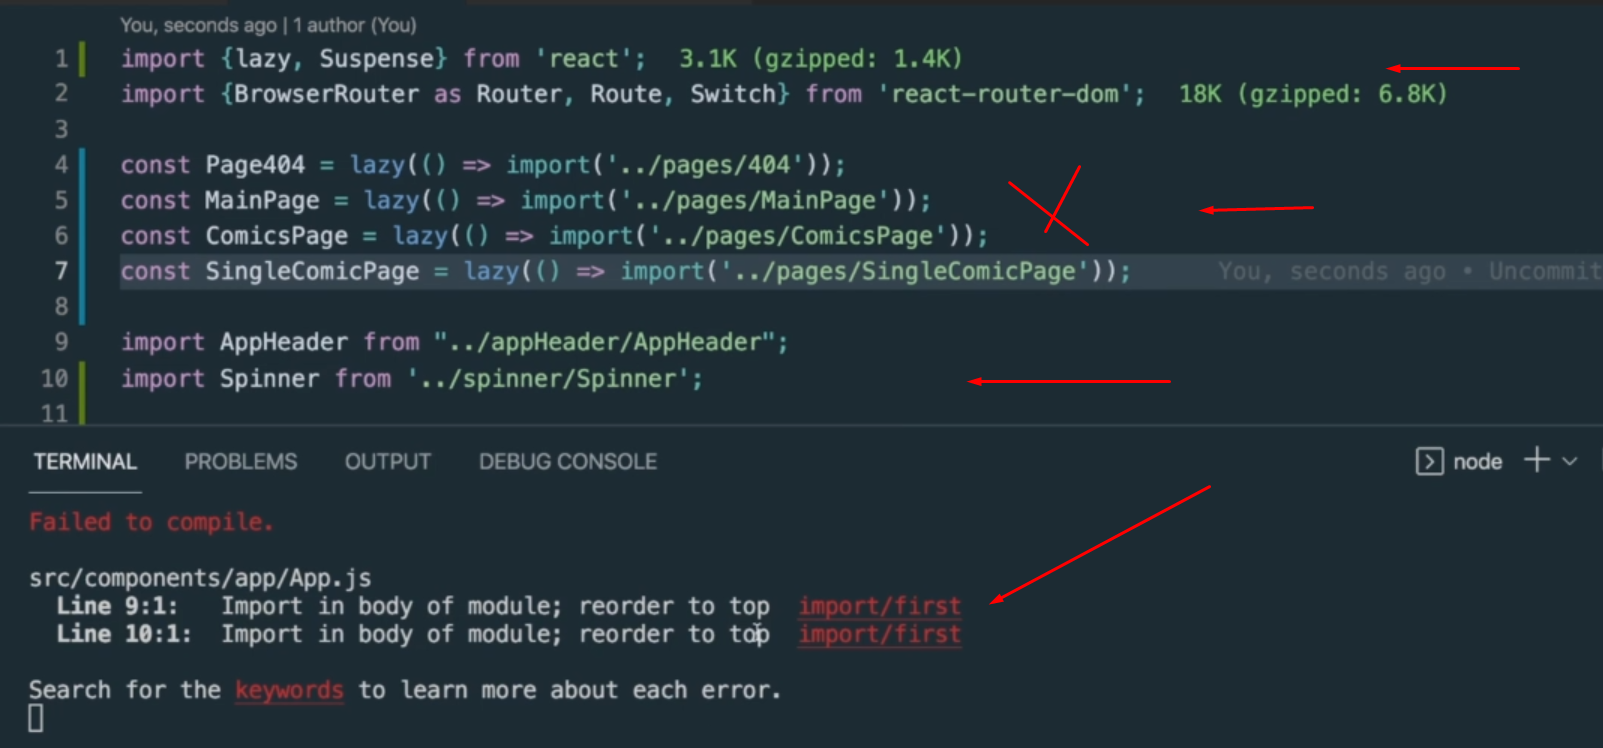 You, seconds ago | 1 author (You)
1 import {lazy, Suspense} from 'react'; 3.1K (gzipped: 1.4K)
2 import {BrowserRouter as Router, Route, Switch} from 'react-router-dom'; 18K (gzipped: 6.8K)
3
4 const Page404 = lazy(() => import('../pages/404'));
5 const MainPage = lazy(() => import('../pages/MainPage'));
6 const ComicsPage = lazy(() => import('../pages/ComicsPage'));
7 const SingleComicPage = lazy(() => import('../pages/SingleComicPage')); You, seconds ago • Uncommit
8
9 import AppHeader from "../appHeader/AppHeader";
10 import Spinner from '../spinner/Spinner';
11
TERMINAL PROBLEMS OUTPUT DEBUG CONSOLE node
Failed to compile.
src/components/app/App.js
Line 9:1: Import in body of module; reorder to top import/first
Line 10:1: Import in body of module; reorder to top import/first
Search for the keywords to learn more about each error.